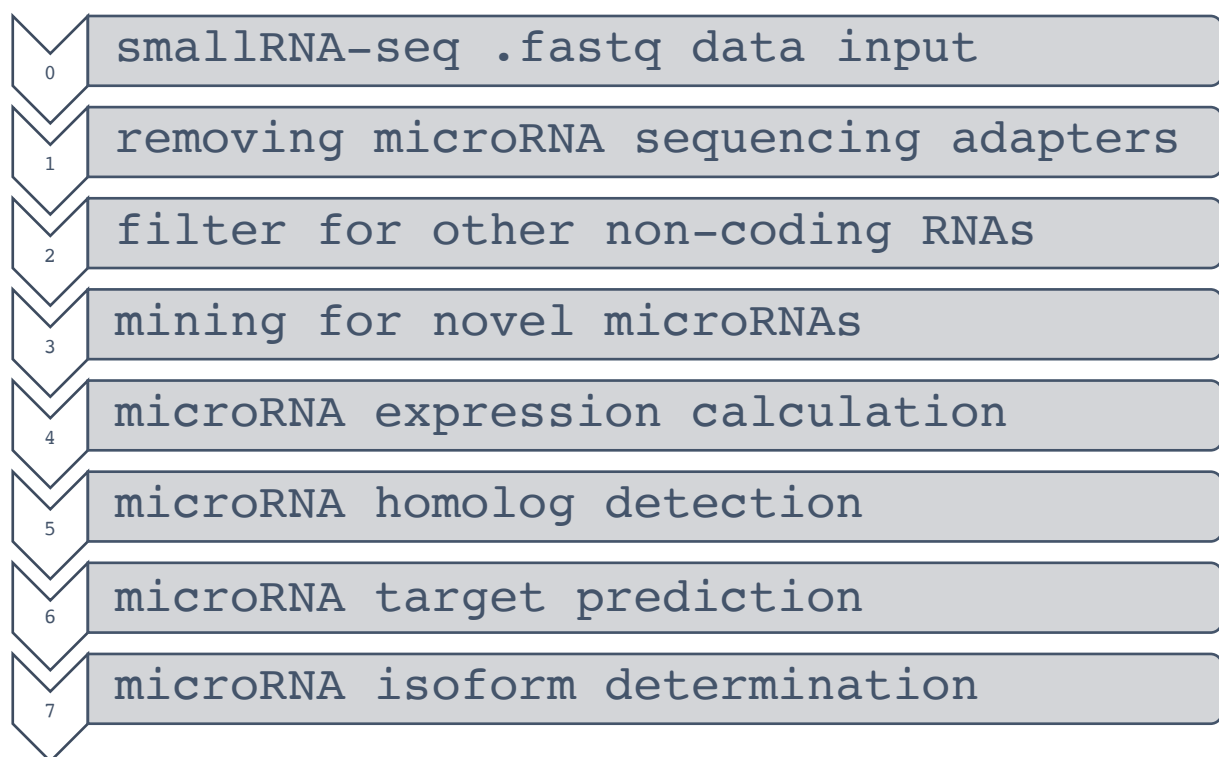 0 smallRNA-seq .fastq data input
1 removing microRNA sequencing adapters
2 filter for other non-coding RNAs
3 mining for novel microRNAs
4 microRNA expression calculation
5 microRNA homolog detection
6 microRNA target prediction
7 microRNA isoform determination